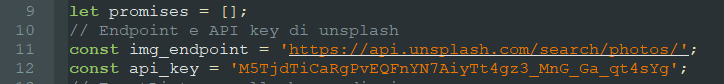 9 let promises = [];
10 // Endpoint e API key di unsplash
11 const img_endpoint = 'https://api.unsplash.com/search/photos/';
12 const api_key = 'M5TjdTiCaRgPvEQFnYN7AiyTt4gz3_MnG_Ga_qt4sYg';